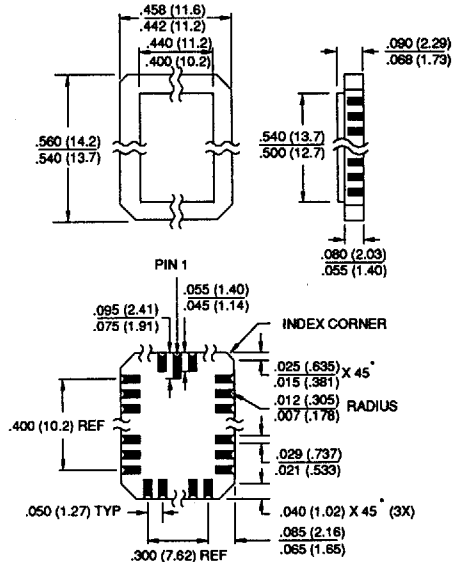 .458 (11.6)
.442 (11.2)
.440 (11.2)
.400 (10.2)
.090 (2.29)
.068 (1.73)
.560 (14.2)
.540 (13.7)
.540 (13.7)
.500 (12.7)
.080 (2.03)
.055 (1.40)
PIN 1
.055 (1.40)
.045 (1.14)
.095 (2.41)
.075 (1.91)
INDEX CORNER
.025 (.635)
.015 (.381) X 45°
.012 (.305)
.007 (.178) RADIUS
.400 (10.2) REF
.029 (.737)
.021 (.533)
.050 (1.27) TYP
.040 (1.02) X 45° (3X)
.085 (2.16)
.065 (1.65)
.300 (7.62) REF